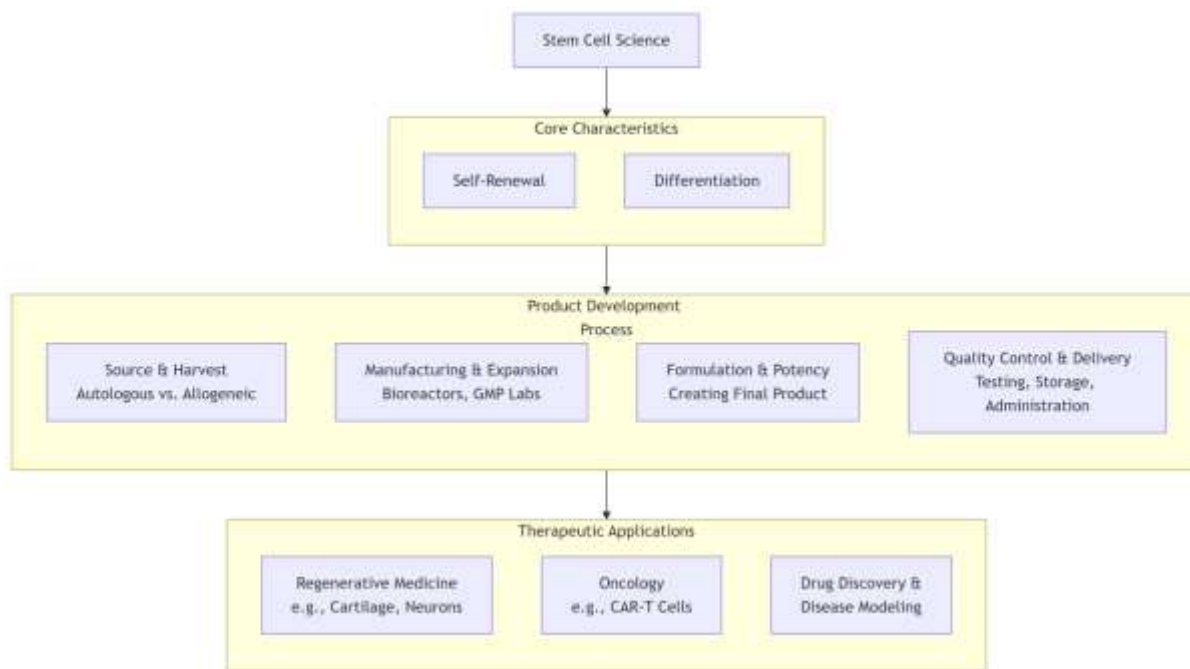 Stem Cell Science
Core Characteristics
Self-Renewal
Differentiation
Product Development
Process
Source & Harvest
Autologous vs. Allogeneic
Manufacturing & Expansion
Bioreactors, GMP Labs
Formulation & Potency
Creating Final Product
Quality Control & Delivery
Testing, Storage,
Administration
Therapeutic Applications
Regenerative Medicine
e.g., Cartilage, Neurons
Oncology
e.g., CAR-T Cells
Drug Discovery &
Disease Modeling